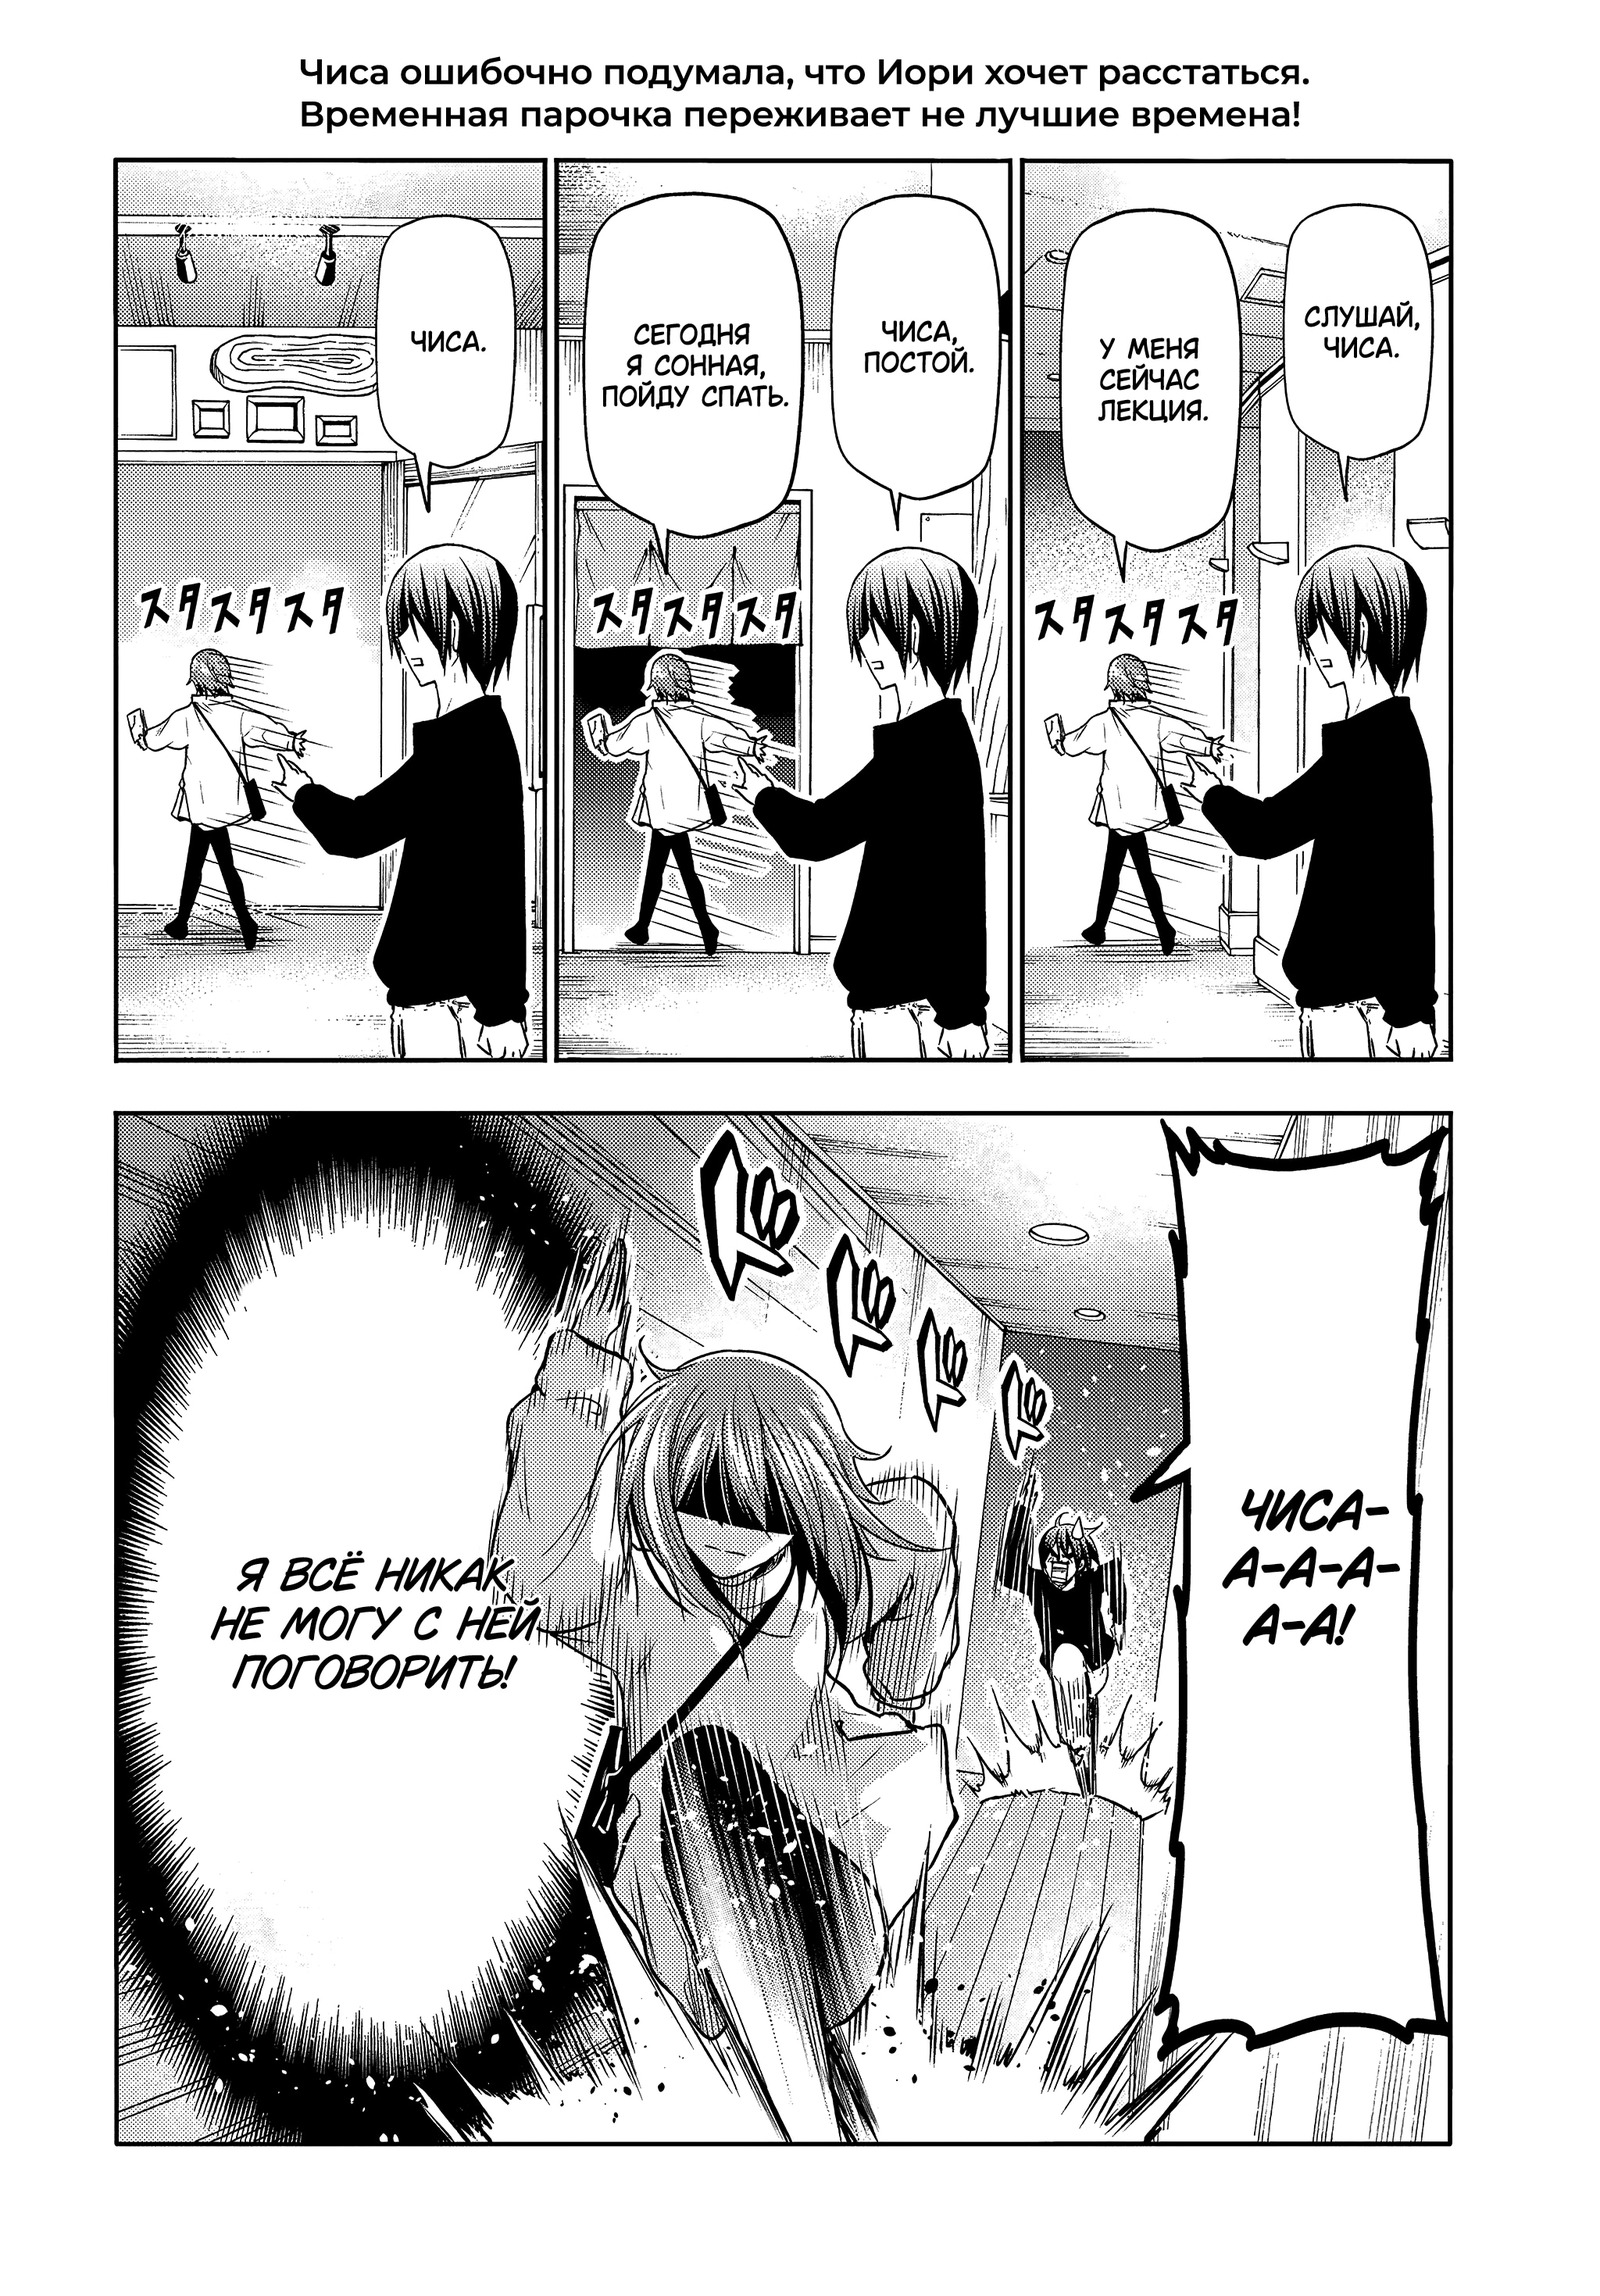 Чиса ошибочно подумала, что Иори хочет расстаться.
Временная парочка переживает не лучшие времена!
СЛУШАЙ,
ЧИСА.
У МЕНЯ
СЕЙЧАС
ЛЕКЦИЯ.
スタスタスタ
ЧИСА,
ПОСТОЙ.
СЕГОДНЯ
Я СОННАЯ,
ПОЙДУ СПАТЬ.
スタスタスタ
ЧИСА.
スタスタスタ
ЧИСА-
А-А-А-
А-А!
ドドドド
Я ВСЁ НИКАК
НЕ МОГУ С НЕЙ
ПОГОВОРИТЬ!